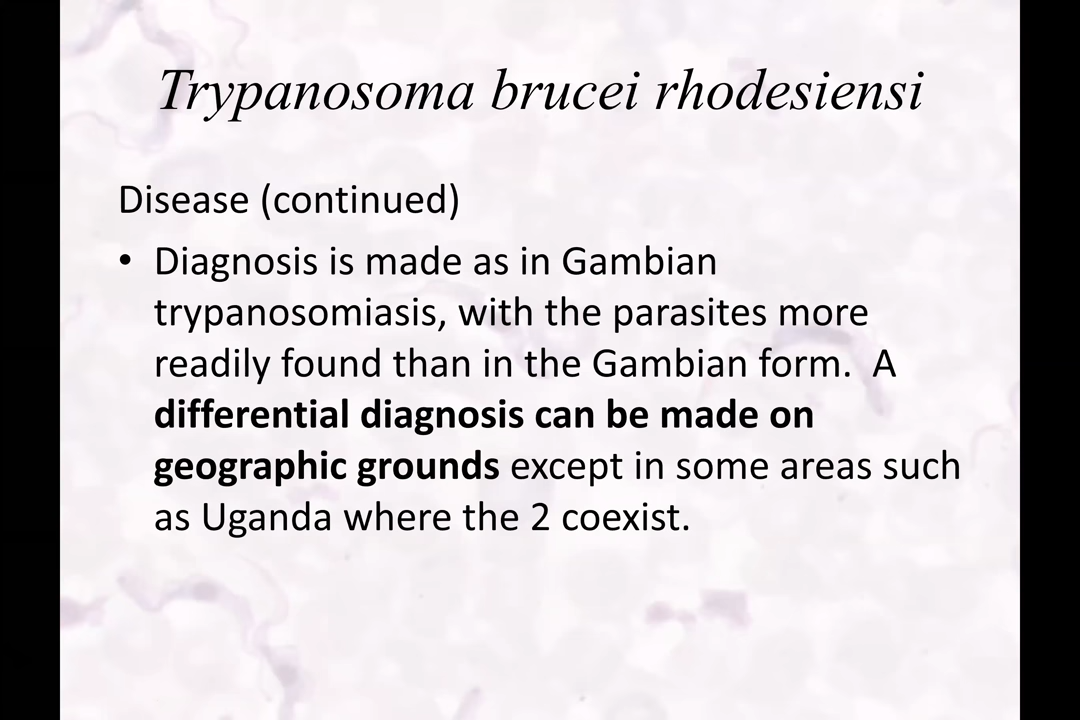 Trypanosoma brucei rhodesiensi
Disease (continued)
• Diagnosis is made as in Gambian
trypanosomiasis, with the parasites more
readily found than in the Gambian form.  A
differential diagnosis can be made on
geographic grounds except in some areas such
as Uganda where the 2 coexist.